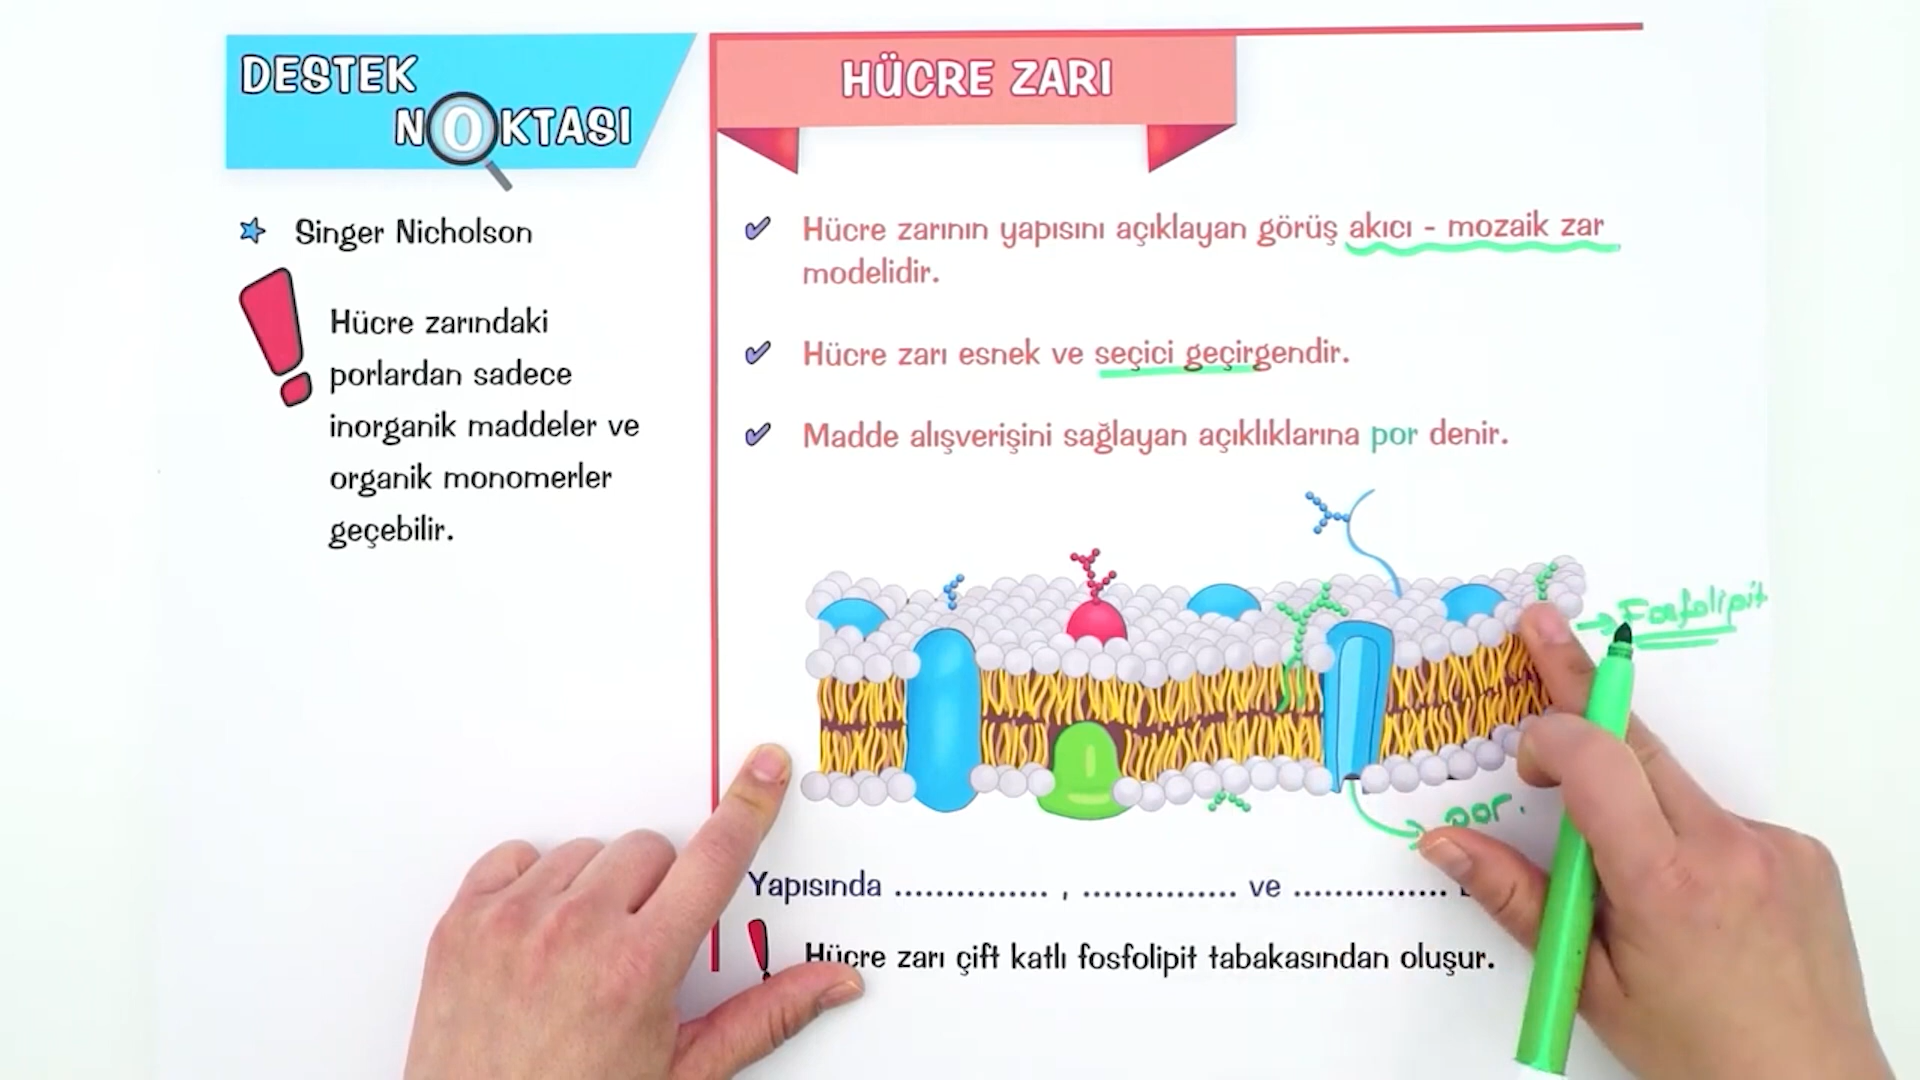 DESTEK
NOKTASI
Singer Nicholson
Hücre zarındaki
porlardan sadece
inorganik maddeler ve
organik monomerler
geçebilir.
HÜCRE ZARI
Hücre zarının yapısını açıklayan görüş akıcı - mozaik zar
modelidir.
Hücre zarı esnek ve seçici geçirgendir.
Madde alışverişini sağlayan açıklıklarına por denir.
Fosfolipit
por.
Yapısında ............... , ............... ve ...............
Hücre zarı çift katlı fosfolipit tabakasından oluşur.